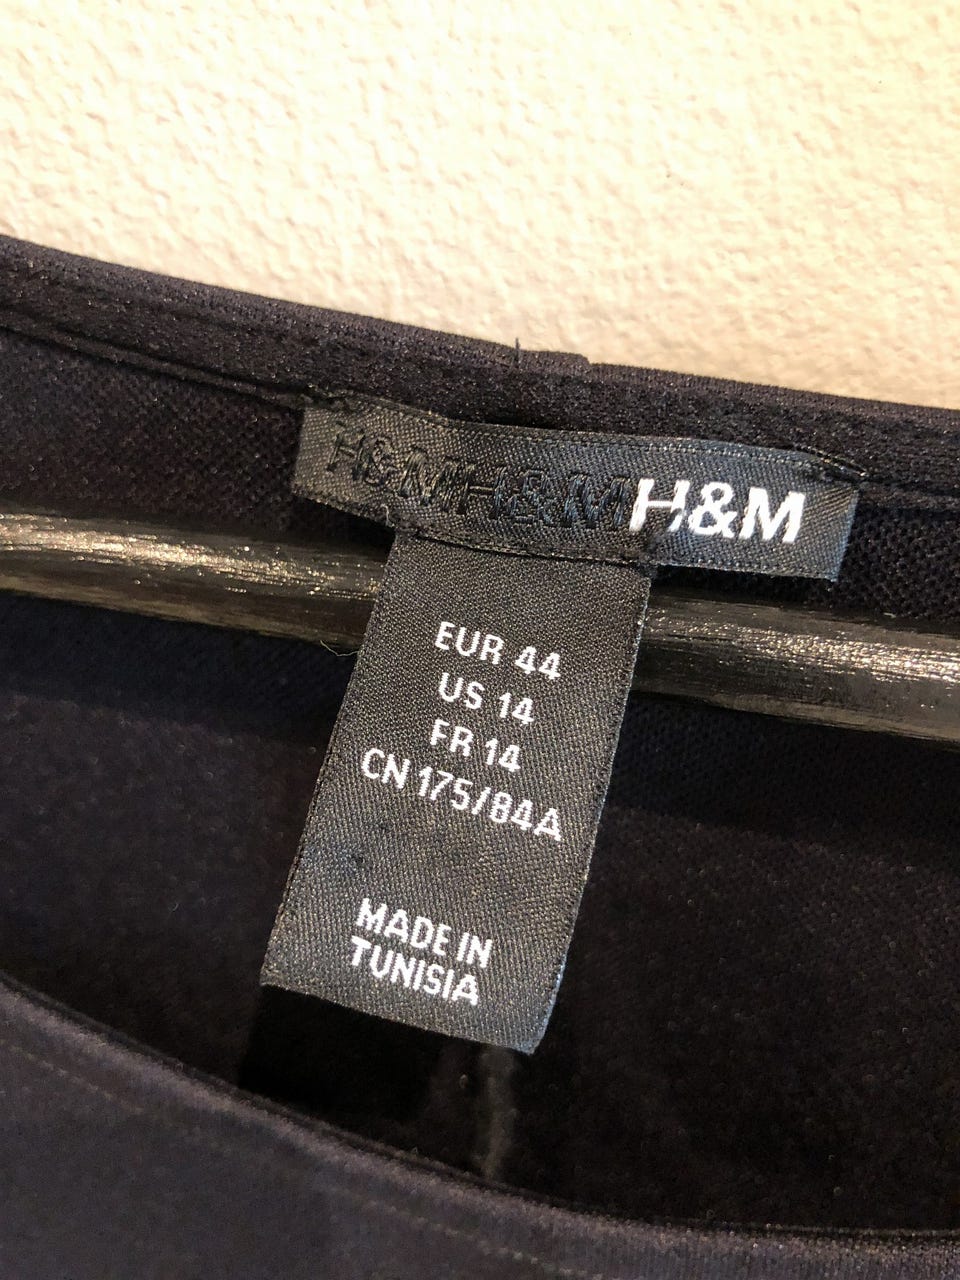 H&M H&M H&M
EUR 44
US 14
FR 14
CN 175/84A
MADE IN
TUNISIA